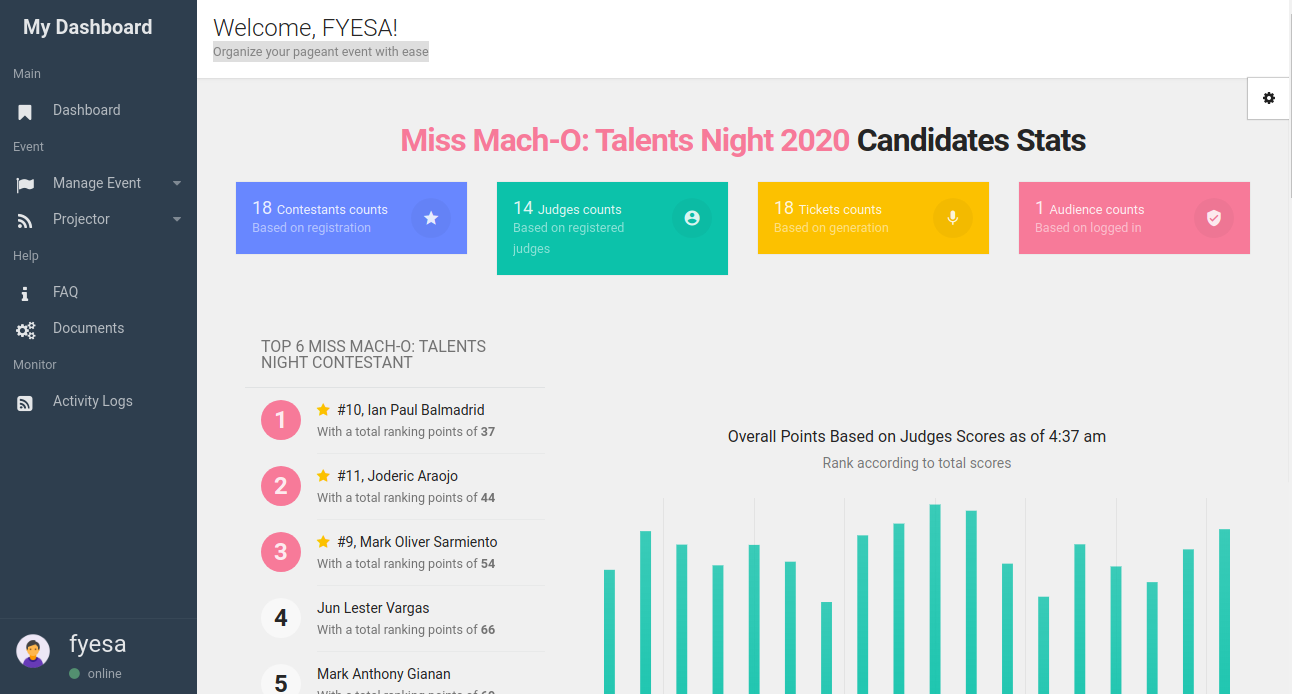 My Dashboard
Main
Dashboard
Event
Manage Event
Projector
Help
FAQ
Documents
Monitor
Activity Logs
fyesa
online
Welcome, FYESA!
Organize your pageant event with ease
Miss Mach-O: Talents Night 2020 Candidates Stats
18 Contestants counts
Based on registration
14 Judges counts
Based on registered
judges
18 Tickets counts
Based on generation
1 Audience counts
Based on logged in
TOP 6 MISS MACH-O: TALENTS
NIGHT CONTESTANT
1
#10, Ian Paul Balmadrid
With a total ranking points of 37
2
#11, Joderic Araojo
With a total ranking points of 44
3
#9, Mark Oliver Sarmiento
With a total ranking points of 54
4
Jun Lester Vargas
With a total ranking points of 66
5
Mark Anthony Gianan
With a total ranking points of
Overall Points Based on Judges Scores as of 4:37 am
Rank according to total scores